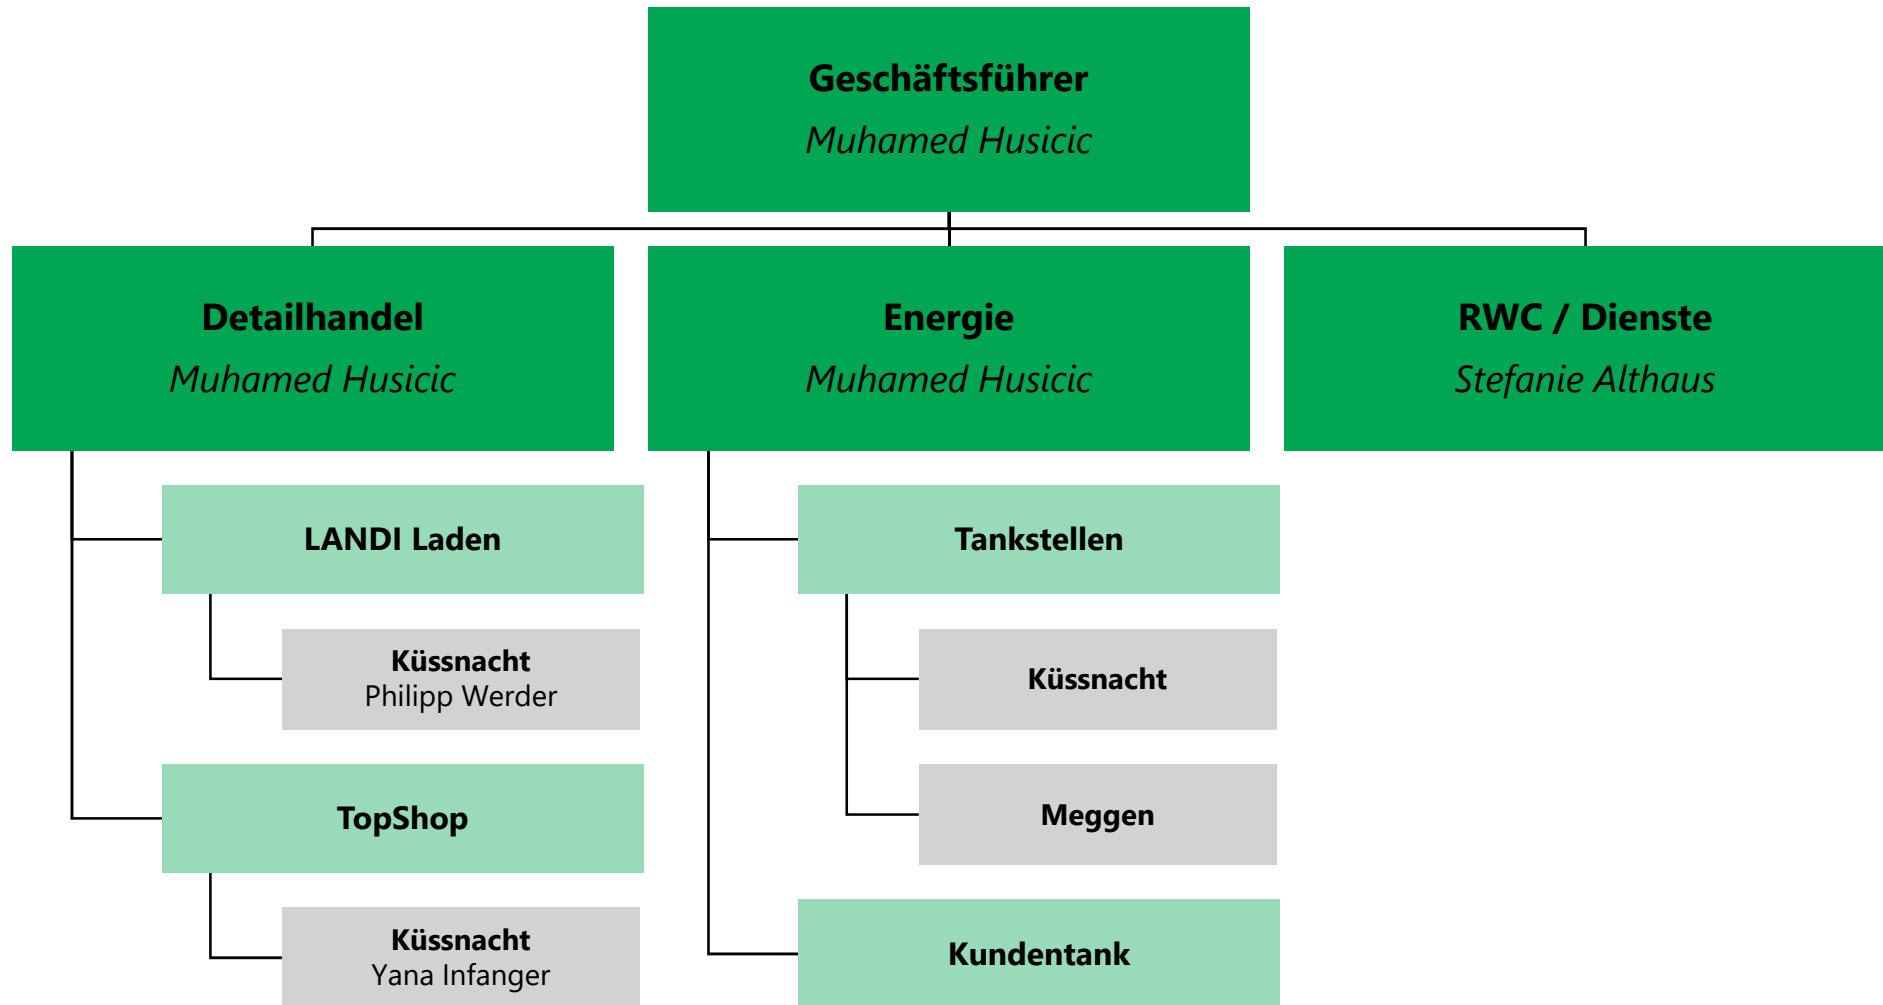 Geschäftsführer
Muhamed Husicic
Detailhandel
Muhamed Husicic
Energie
Muhamed Husicic
RWC / Dienste
Stefanie Althaus
LANDI Laden
Küssnacht
Philipp Werder
TopShop
Küssnacht
Yana Infanger
Tankstellen
Küssnacht
Meggen
Kundentank